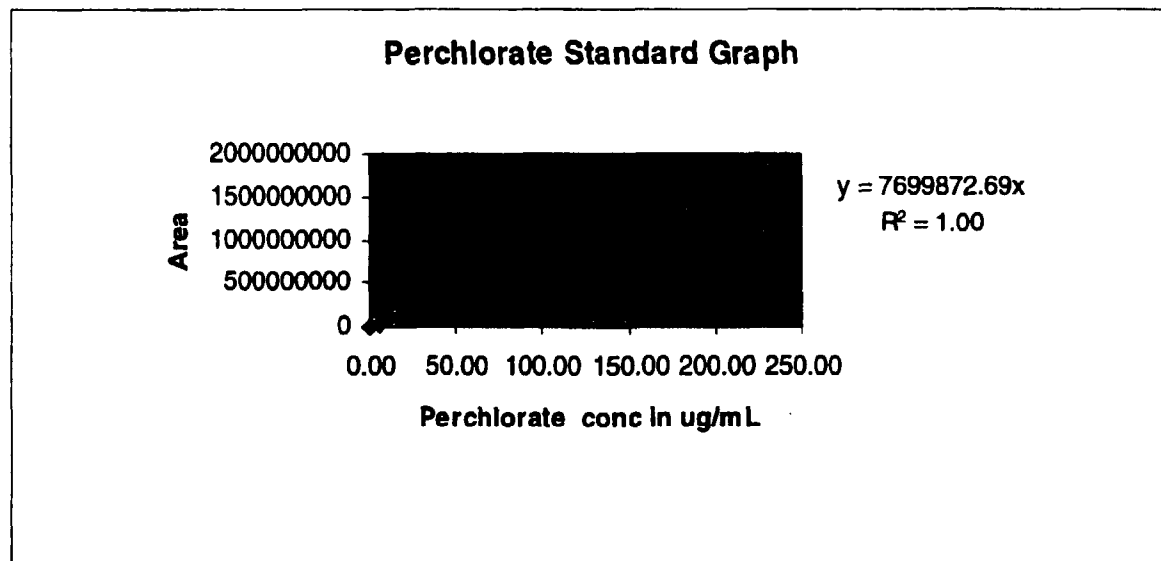 Perchlorate Standard Graph
2000000000
1500000000
1000000000
500000000
0
Area
y = 7699872.69x
R² = 1.00
0.00 50.00 100.00 150.00 200.00 250.00
Perchlorate conc in ug/mL